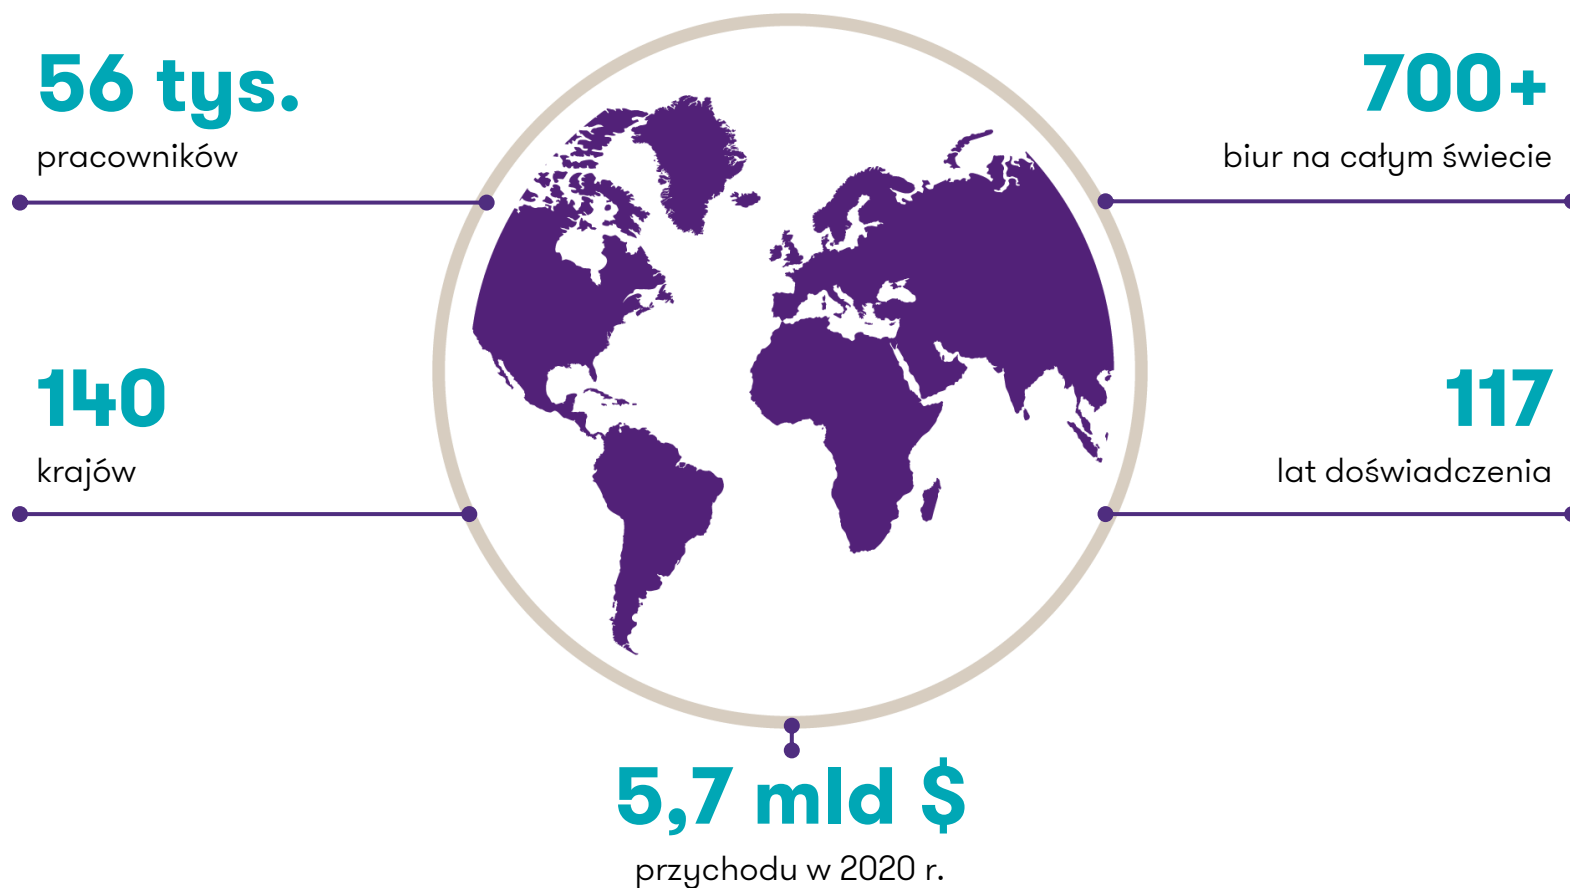 56 tys.
pracowników
700+
biur na całym świecie
140
krajów
117
lat doświadczenia
5,7 mld $
przychodu w 2020 r.